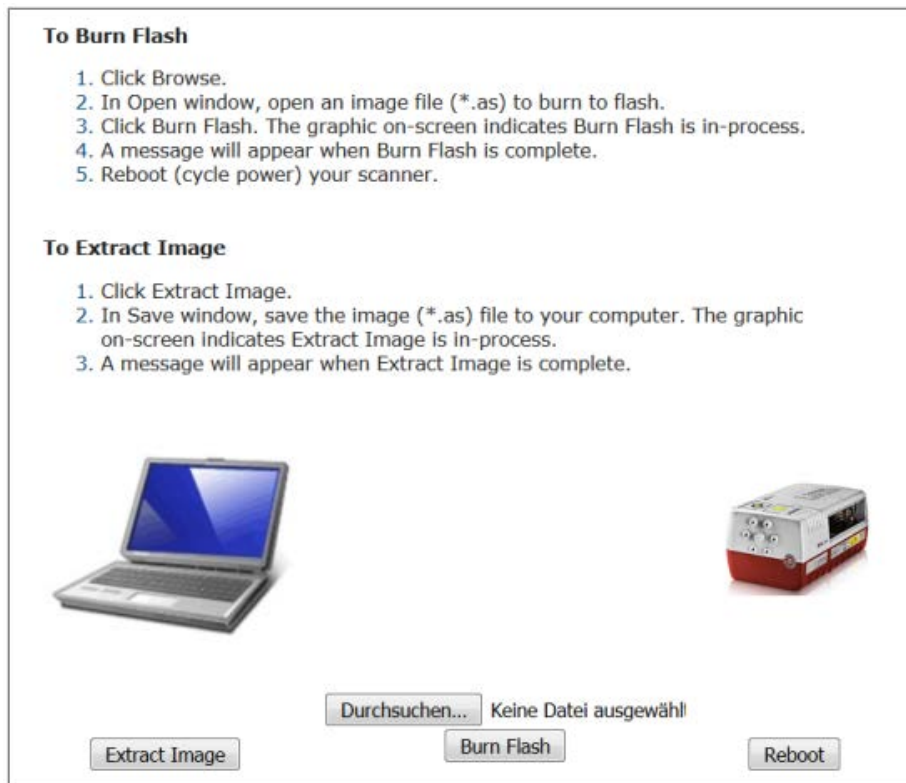 To Burn Flash
1. Click Browse.
2. In Open window, open an image file (*.as) to burn to flash.
3. Click Burn Flash. The graphic on-screen indicates Burn Flash is in-process.
4. A message will appear when Burn Flash is complete.
5. Reboot (cycle power) your scanner.
To Extract Image
1. Click Extract Image.
2. In Save window, save the image (*.as) file to your computer. The graphic
on-screen indicates Extract Image is in-process.
3. A message will appear when Extract Image is complete.
Durchsuchen... Keine Datei ausgewähl
Extract Image
Burn Flash
Reboot